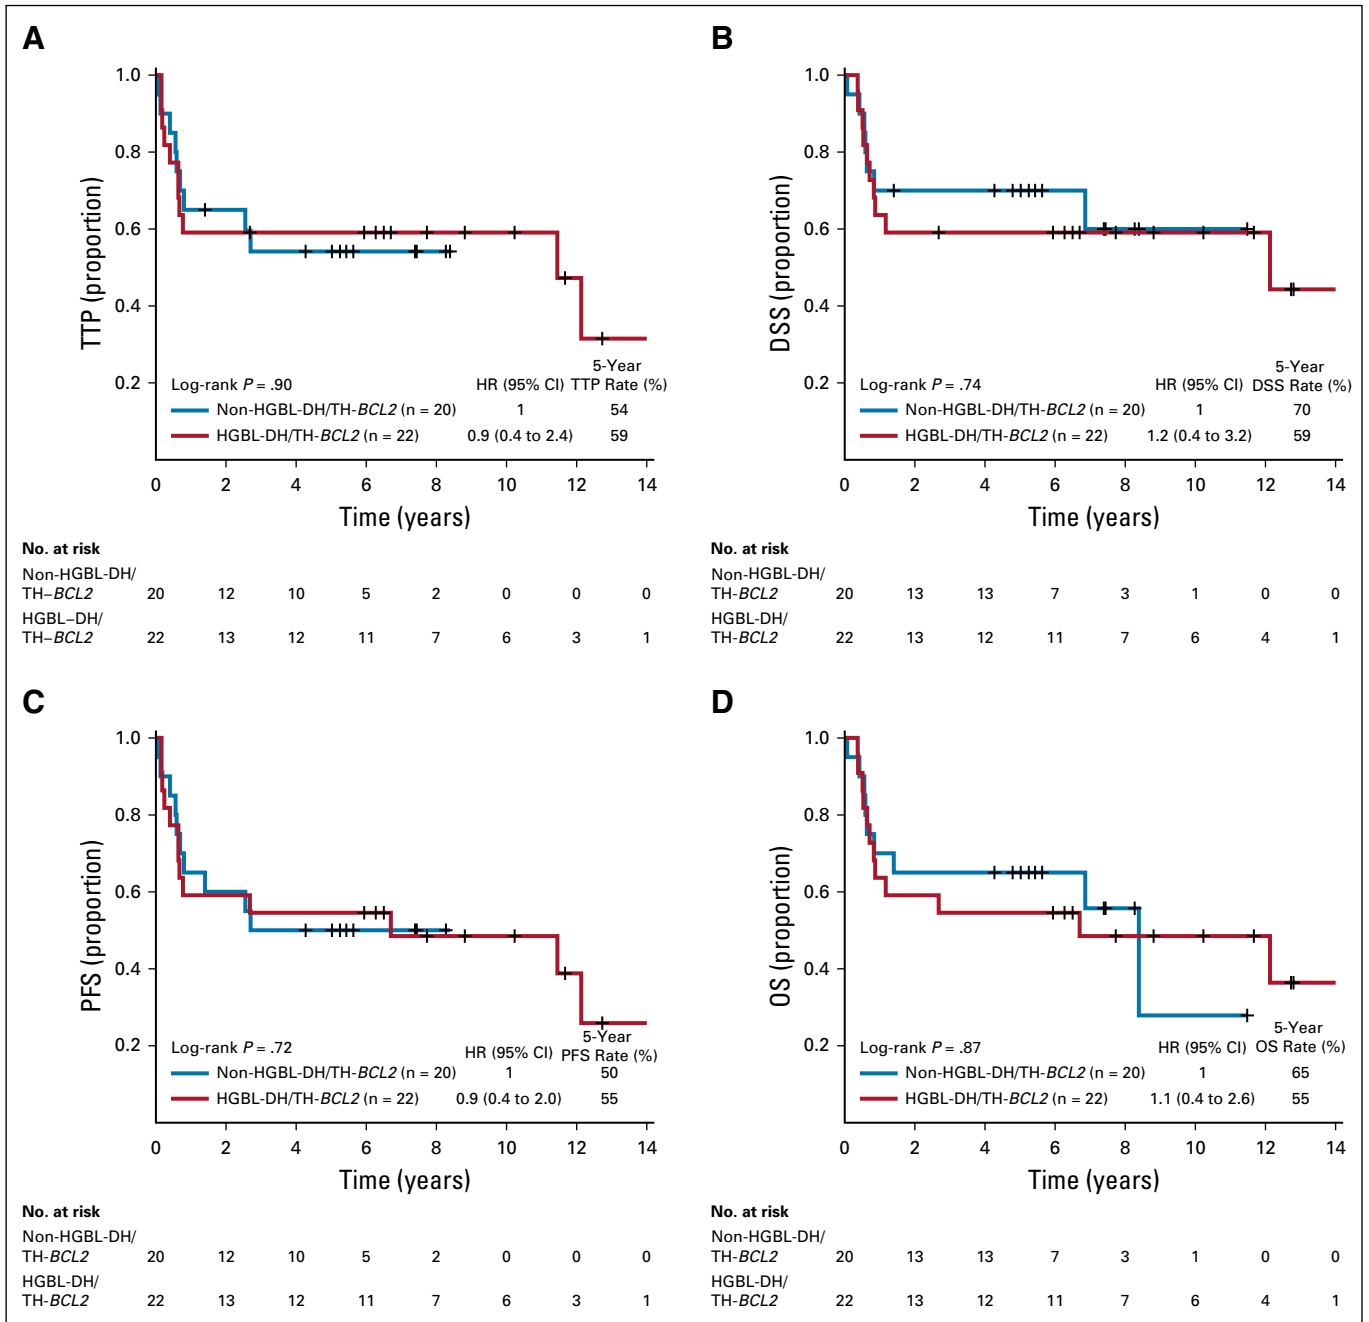 A
TTP (proportion)
1.0
0.8
0.6
0.4
0.2
5-Year
Log-rank P = .90 HR (95% CI) TTP Rate (%)
Non-HGBL-DH/TH-BCL2 (n = 20) 1 54
HGBL-DH/TH-BCL2 (n = 22) 0.9 (0.4 to 2.4) 59
0 2 4 6 8 10 12 14
Time (years)
No. at risk
Non-HGBL-DH/
TH–BCL2 20 12 10 5 2 0 0 0
HGBL–DH/
TH–BCL2 22 13 12 11 7 6 3 1
B
DSS (proportion)
1.0
0.8
0.6
0.4
0.2
5-Year
Log-rank P = .74 HR (95% CI) DSS Rate (%)
Non-HGBL-DH/TH-BCL2 (n = 20) 1 70
HGBL-DH/TH-BCL2 (n = 22) 1.2 (0.4 to 3.2) 59
0 2 4 6 8 10 12 14
Time (years)
No. at risk
Non-HGBL-DH/
TH-BCL2 20 13 13 7 3 1 0 0
HGBL-DH/
TH-BCL2 22 13 12 11 7 6 4 1
C
PFS (proportion)
1.0
0.8
0.6
0.4
0.2
5-Year
Log-rank P = .72 HR (95% CI) PFS Rate (%)
Non-HGBL-DH/TH-BCL2 (n = 20) 1 50
HGBL-DH/TH-BCL2 (n = 22) 0.9 (0.4 to 2.0) 55
0 2 4 6 8 10 12 14
Time (years)
No. at risk
Non-HGBL-DH/
TH-BCL2 20 12 10 5 2 0 0 0
HGBL-DH/
TH-BCL2 22 13 12 11 7 6 3 1
D
OS (proportion)
1.0
0.8
0.6
0.4
0.2
5-Year
Log-rank P = .87 HR (95% CI) OS Rate (%)
Non-HGBL-DH/TH-BCL2 (n = 20) 1 65
HGBL-DH/TH-BCL2 (n = 22) 1.1 (0.4 to 2.6) 55
0 2 4 6 8 10 12 14
Time (years)
No. at risk
Non-HGBL-DH/
TH-BCL2 20 13 13 7 3 1 0 0
HGBL-DH/
TH-BCL2 22 13 12 11 7 6 4 1